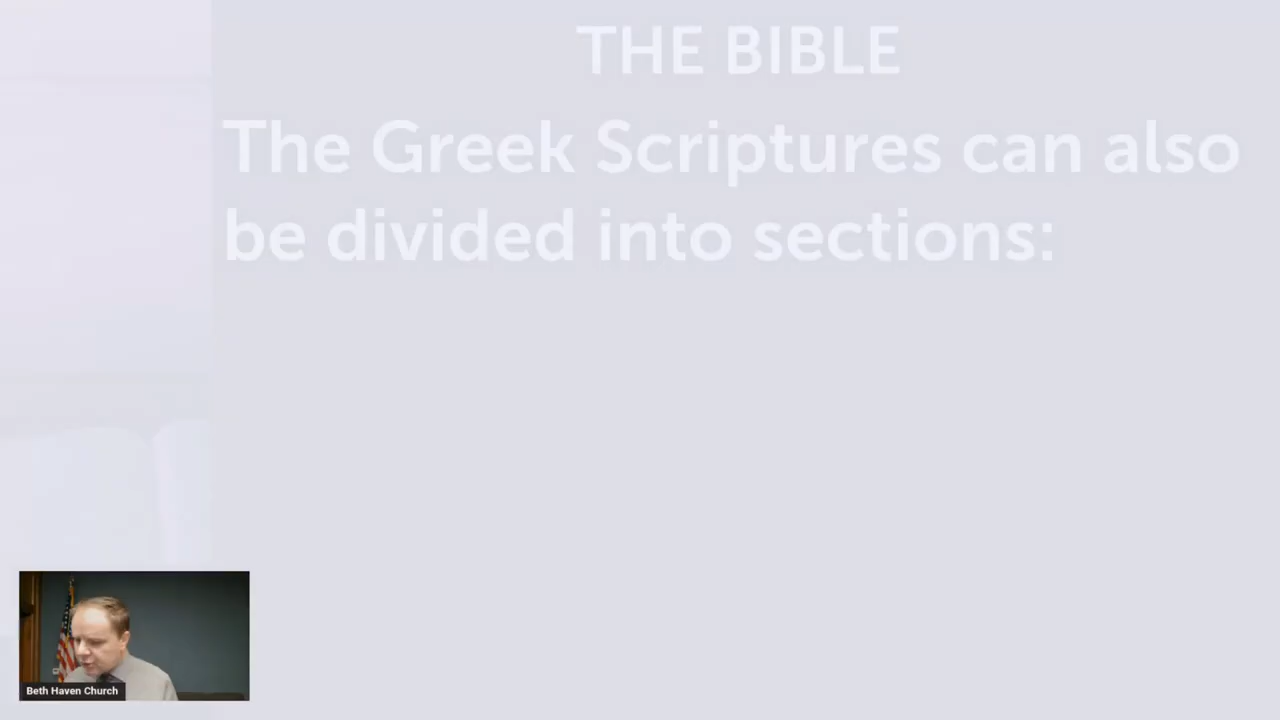 THE BIBLE
The Greek Scriptures can also
be divided into sections:
Beth Haven Church